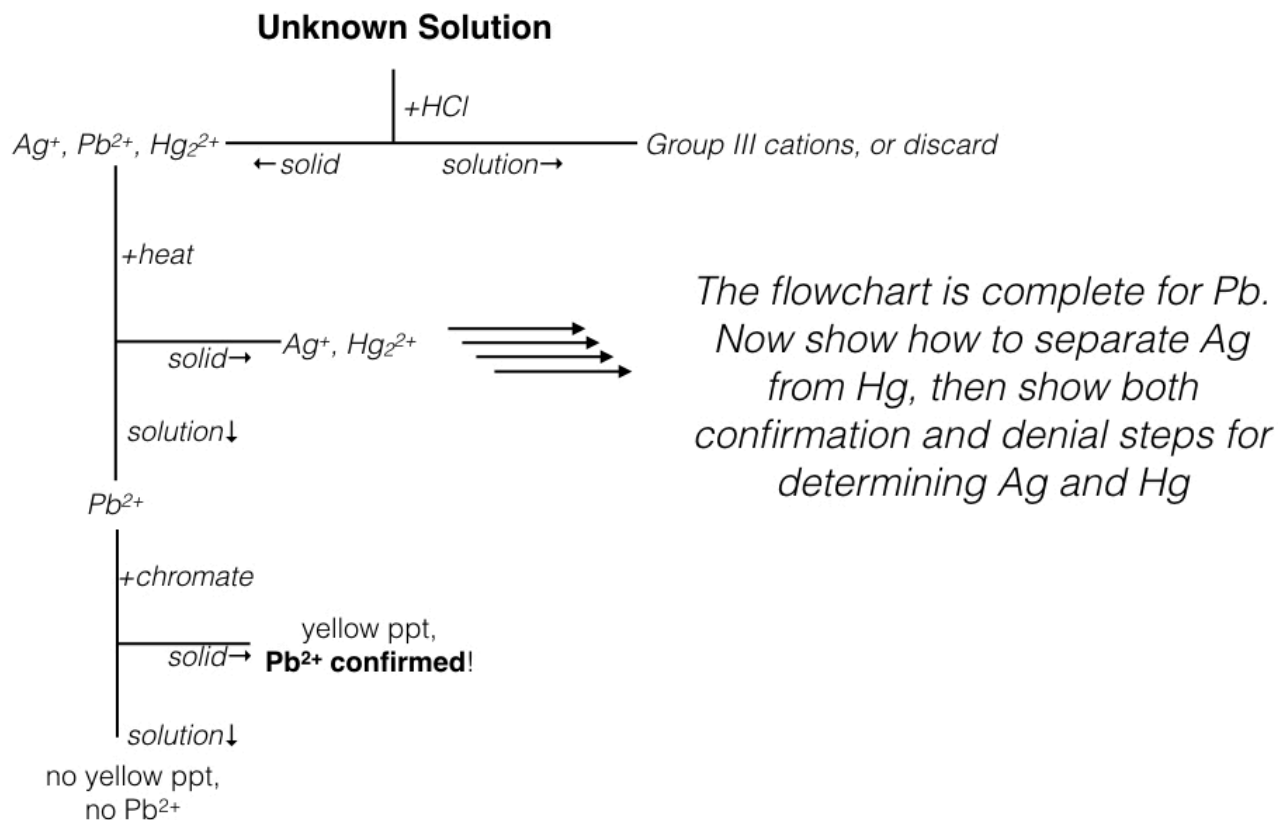 Unknown Solution
+HCl
Ag⁺, Pb²⁺, Hg₂²⁺
←solid
solution→
Group III cations, or discard
+heat
solid→
Ag⁺, Hg₂²⁺
The flowchart is complete for Pb.
Now show how to separate Ag
from Hg, then show both
confirmation and denial steps for
determining Ag and Hg
solution↓
Pb²⁺
+chromate
solid→
yellow ppt,
Pb²⁺ confirmed!
solution↓
no yellow ppt,
no Pb²⁺